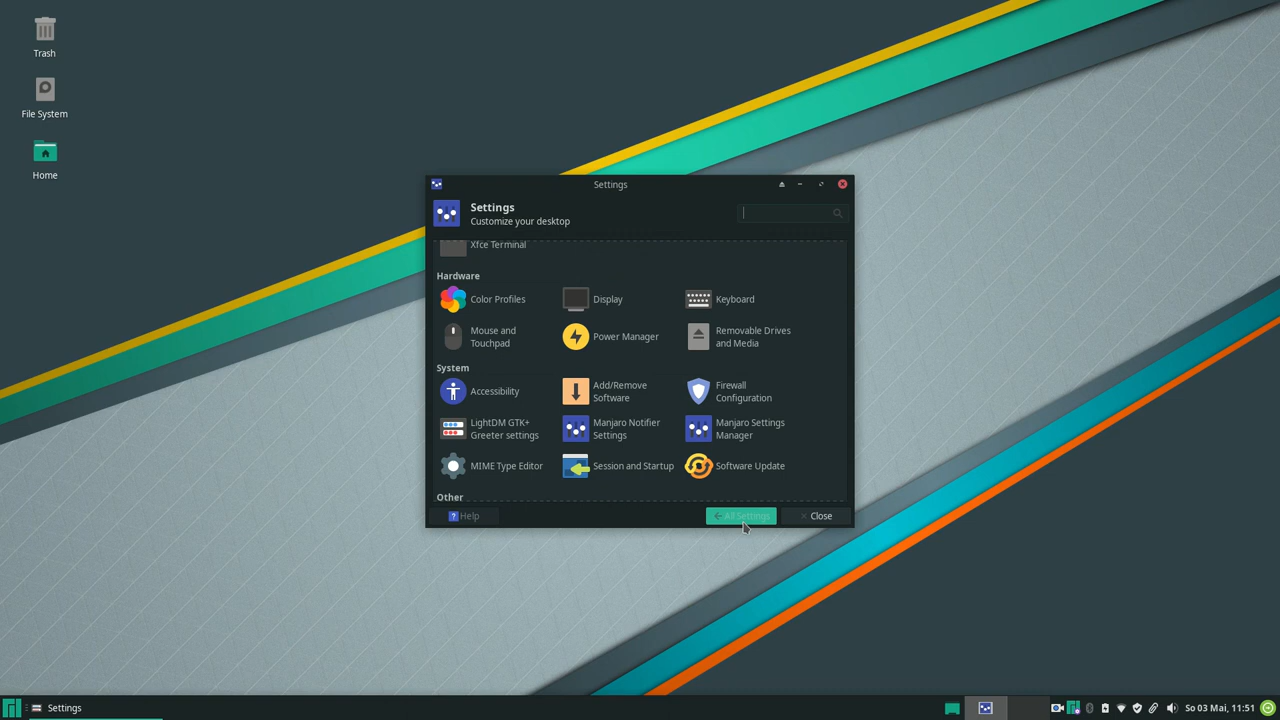 Trash
File System
Home
Settings
Settings
Customize your desktop
Xfce Terminal
Hardware
Color Profiles
Display
Keyboard
Mouse and
Touchpad
Power Manager
Removable Drives
and Media
System
Accessibility
Add/Remove
Software
Firewall
Configuration
LightDM GTK+
Greeter settings
Manjaro Notifier
Settings
Manjaro Settings
Manager
MIME Type Editor
Session and Startup
Software Update
Other
? Help
All Settings
Close
Settings
So 03 Mai, 11:51